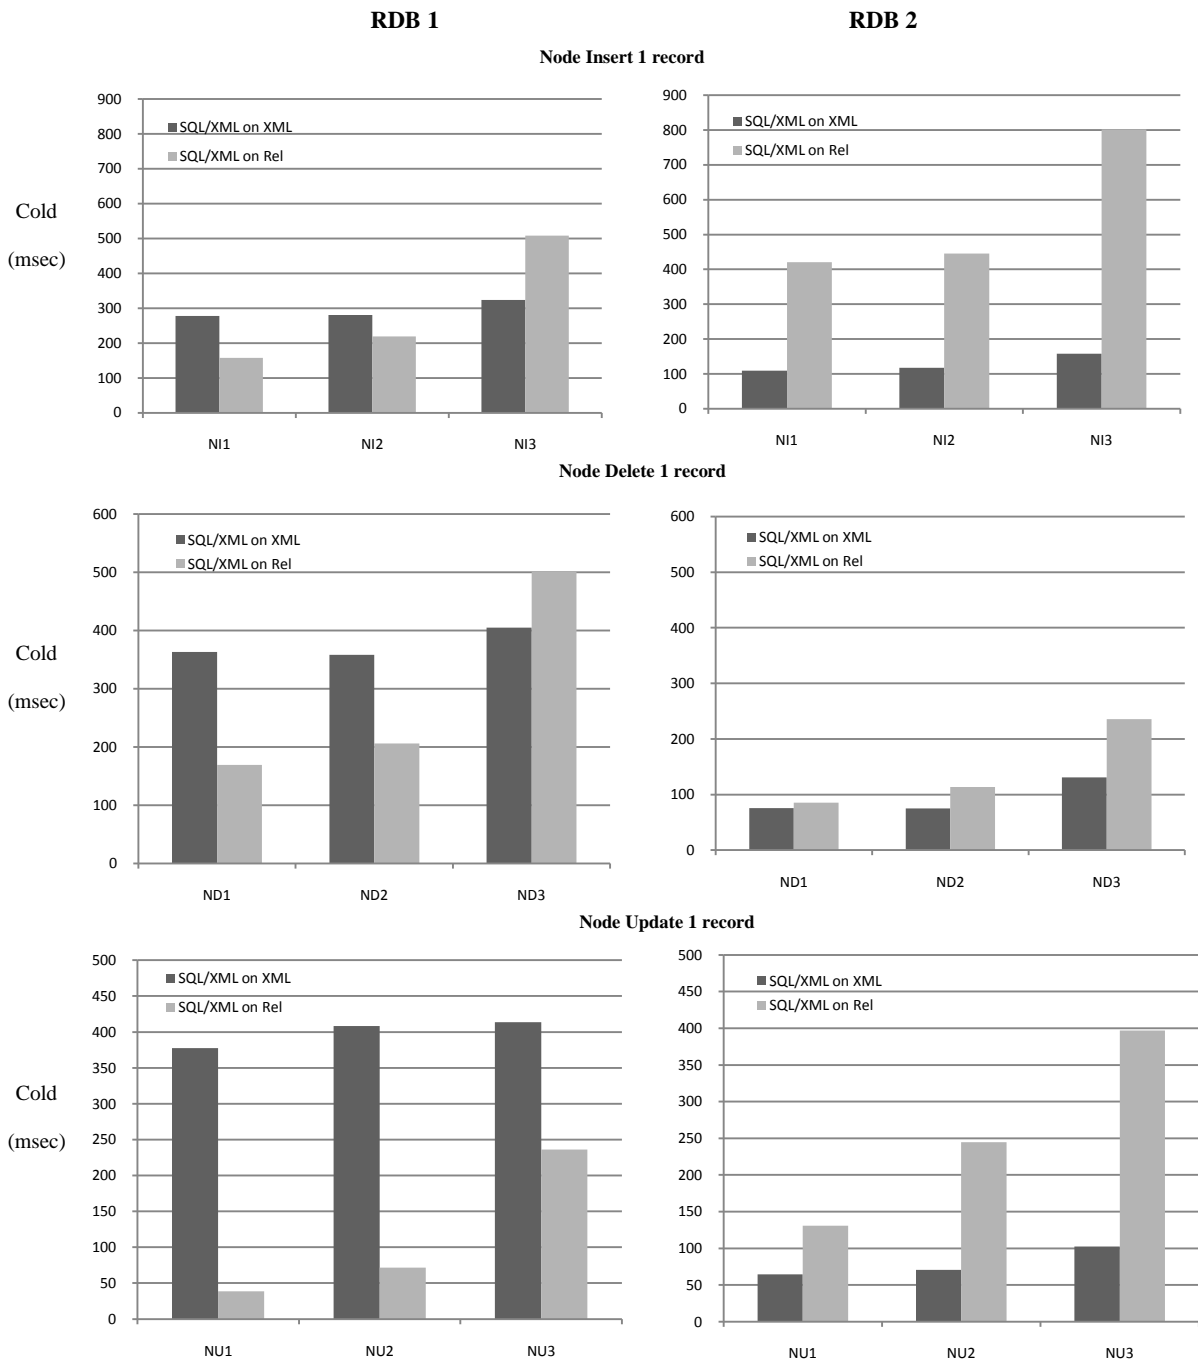 RDB 1
RDB 2
Node Insert 1 record
Cold
(msec)
900
800
700
600
500
400
300
200
100
0
SQL/XML on XML
SQL/XML on Rel
NI1
NI2
NI3
900
800
700
600
500
400
300
200
100
0
SQL/XML on XML
SQL/XML on Rel
NI1
NI2
NI3
Node Delete 1 record
Cold
(msec)
600
500
400
300
200
100
0
SQL/XML on XML
SQL/XML on Rel
ND1
ND2
ND3
600
500
400
300
200
100
0
SQL/XML on XML
SQL/XML on Rel
ND1
ND2
ND3
Node Update 1 record
Cold
(msec)
500
450
400
350
300
250
200
150
100
50
0
SQL/XML on XML
SQL/XML on Rel
NU1
NU2
NU3
500
450
400
350
300
250
200
150
100
50
0
SQL/XML on XML
SQL/XML on Rel
NU1
NU2
NU3